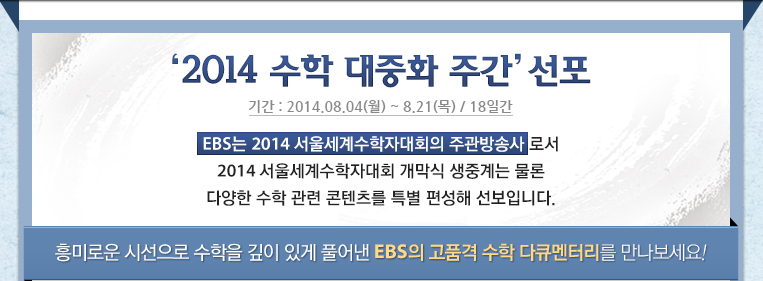 ‘2014 수학 대중화 주간’ 선포
기간 : 2014.08.04(월) ~ 8.21(목) / 18일간
EBS는 2014 서울세계수학자대회의 주관방송사로서
2014 서울세계수학자대회 개막식 생중계는 물론
다양한 수학 관련 콘텐츠를 특별 편성해 선보입니다.
흥미로운 시선으로 수학을 깊이 있게 풀어낸 EBS의 고품격 수학 다큐멘터리를 만나보세요!